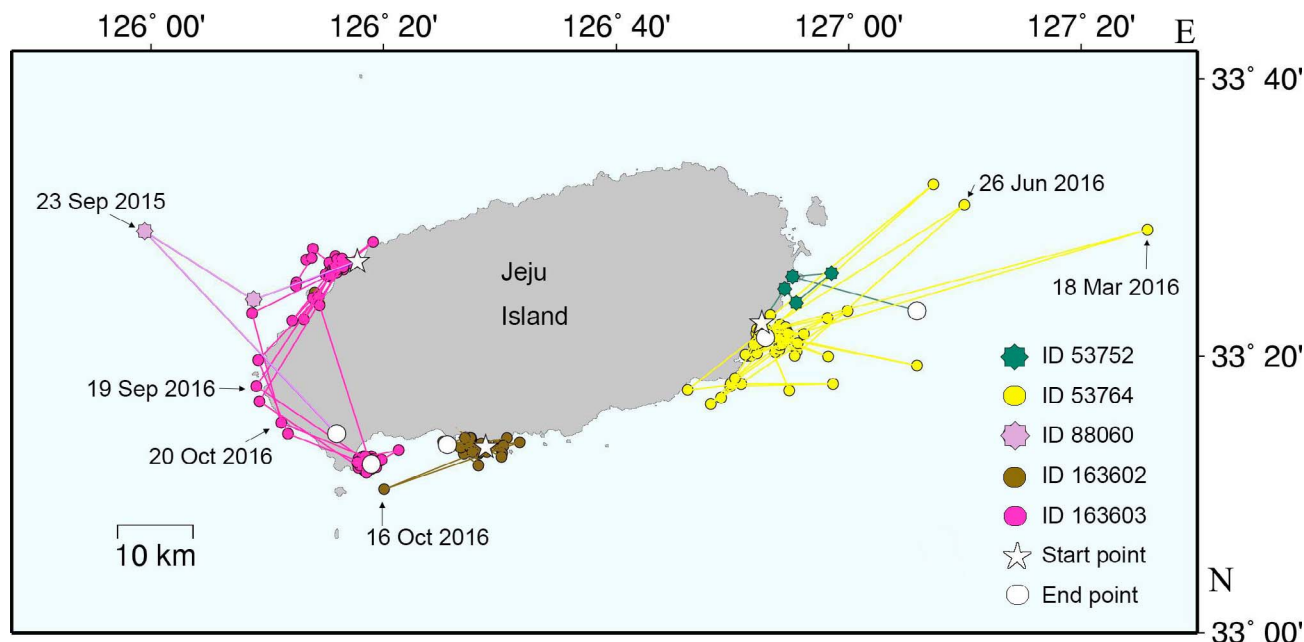 126° 00' 126° 20' 126° 40' 127° 00' 127° 20' E
33° 40'
26 Jun 2016
23 Sep 2015
Jeju
Island
18 Mar 2016
33° 20'
ID 53752
19 Sep 2016
ID 53764
ID 88060
20 Oct 2016
ID 163602
ID 163603
16 Oct 2016
10 km
Start point
N
End point
33° 00'